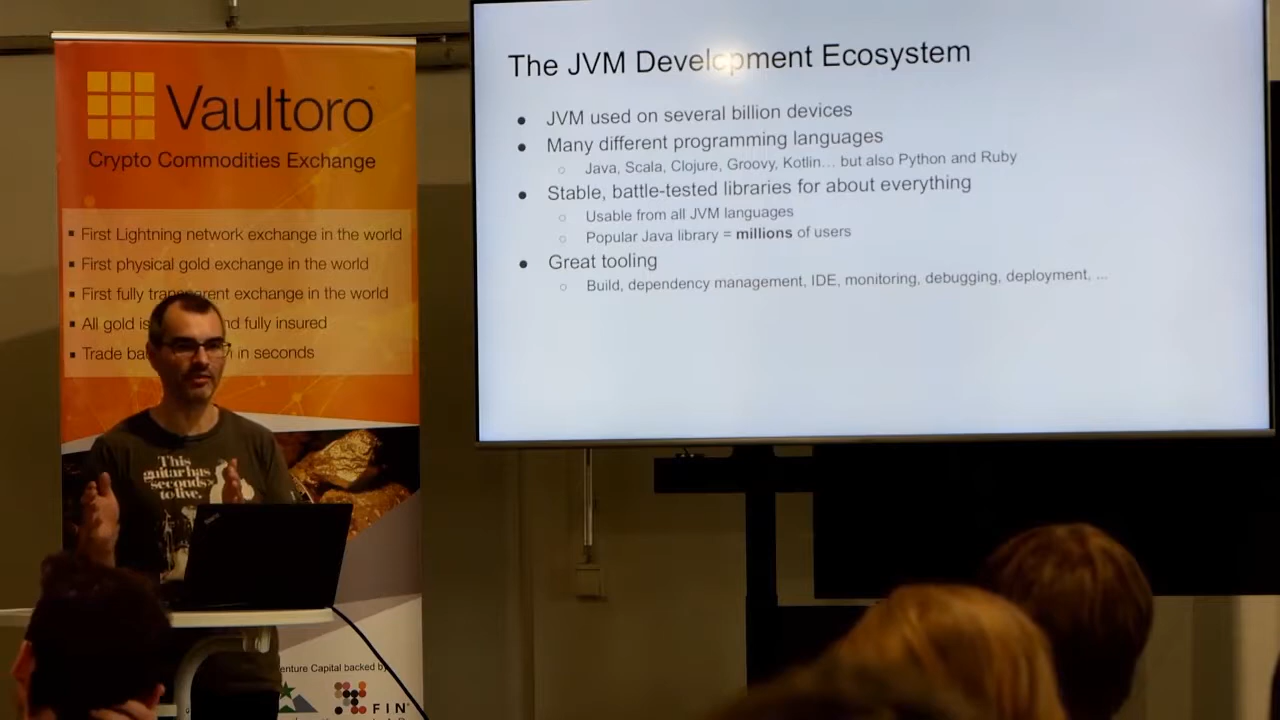 Vaultoro
Crypto Commodities Exchange
▪ First Lightning network exchange in the world
▪ First physical gold exchange in the world
▪ First fully transparent exchange in the world
▪ All gold is nd fully insured
▪ Trade in seconds
This
guitar has
seconds
to live.
enture Capital backed by
FIN
The JVM Development Ecosystem
● JVM used on several billion devices
● Many different programming languages
○ Java, Scala, Clojure, Groovy, Kotlin… but also Python and Ruby
● Stable, battle-tested libraries for about everything
○ Usable from all JVM languages
○ Popular Java library = millions of users
● Great tooling
○ Build, dependency management, IDE, monitoring, debugging, deployment, ...